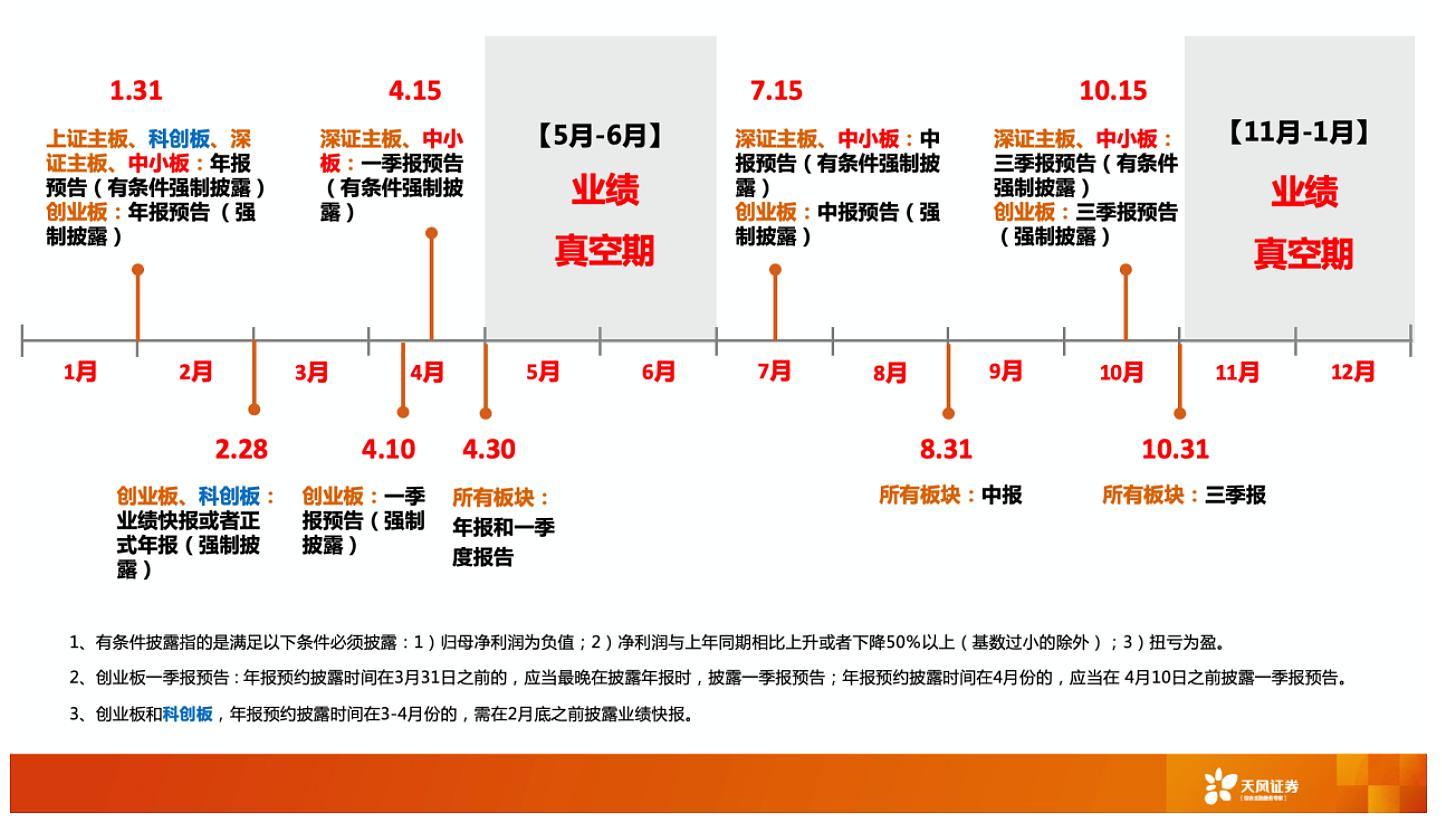 1.31
上证主板、科创板、深
证主板、中小板：年报
预告（有条件强制披露）
创业板：年报预告（强
制披露）
4.15
深证主板、中小
板：一季报预告
（有条件强制披
露）
【5月-6月】
业绩
真空期
7.15
深证主板、中小板：中
报预告（有条件强制披
露）
创业板：中报预告（强
制披露）
10.15
深证主板、中小板：
三季报预告（有条件
强制披露）
创业板：三季报预告
（强制披露）
【11月-1月】
业绩
真空期
1月 2月 3月 4月 5月 6月 7月 8月 9月 10月 11月 12月
2.28
创业板、科创板：
业绩快报或者正
式年报（强制披
露）
4.10
创业板：一季
报预告（强制
披露）
4.30
所有板块：
年报和一季
度报告
8.31
所有板块：中报
10.31
所有板块：三季报
1、有条件披露指的是满足以下条件必须披露：1）归母净利润为负值；2）净利润与上年同期相比上升或者下降50%以上（基数过小的除外）；3）扭亏为盈。
2、创业板一季报预告：年报预约披露时间在3月31日之前的，应当最晚在披露年报时，披露一季报预告；年报预约披露时间在4月份的，应当在 4月10日之前披露一季报预告。
3、创业板和科创板，年报预约披露时间在3-4月份的，需在2月底之前披露业绩快报。
天风证券